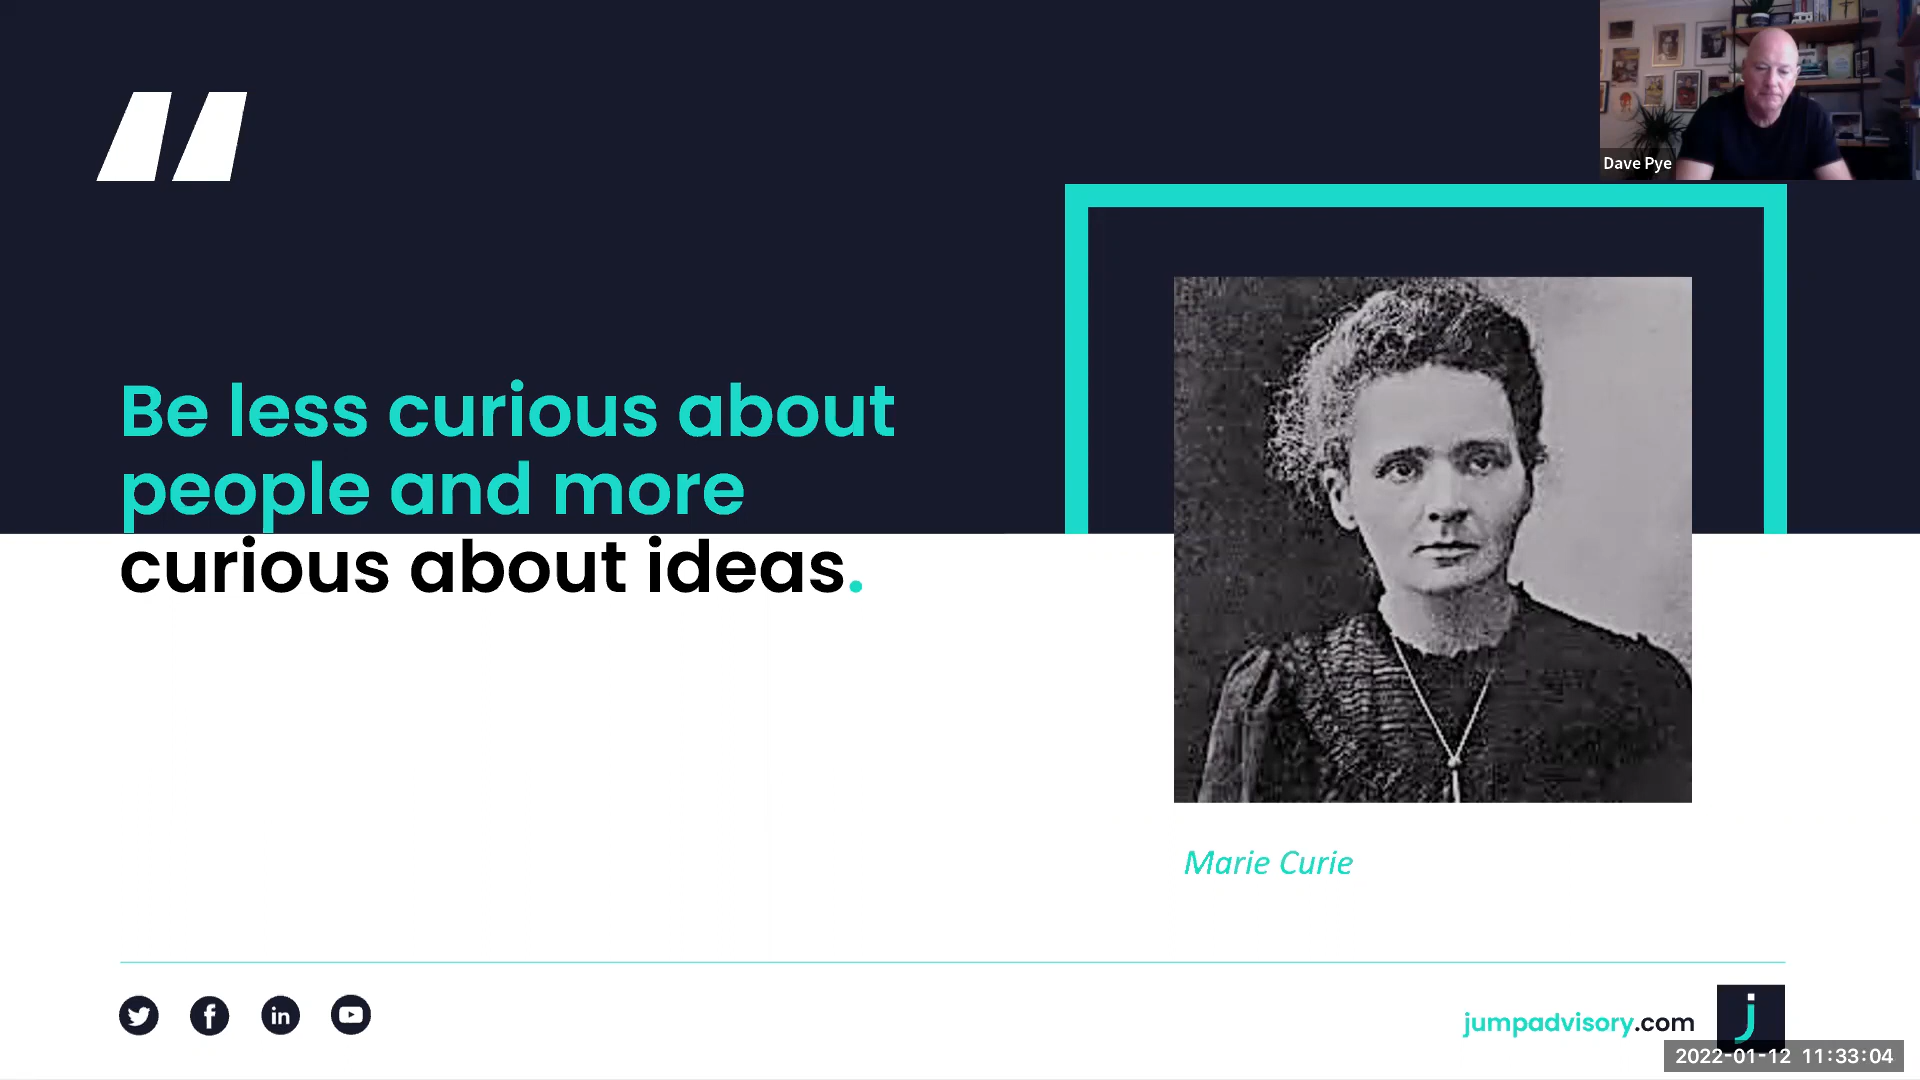 Dave Pye
Be less curious about
people and more
curious about ideas.
Marie Curie
jumpadvisory.com
2022-01-12 11:33:04